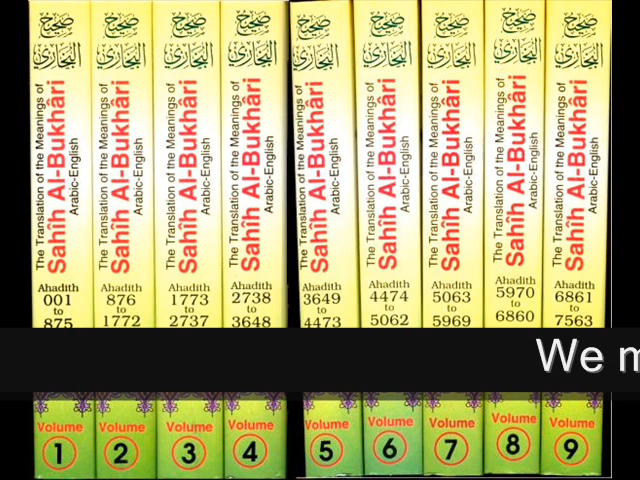 صحيح البخاري
The Translation of the Meanings of
Sahîh Al-Bukhâri
Arabic-English
Ahadith
001
to
875
Volume
1
صحيح البخاري
The Translation of the Meanings of
Sahîh Al-Bukhâri
Arabic-English
Ahadith
876
to
1772
Volume
2
صحيح البخاري
The Translation of the Meanings of
Sahîh Al-Bukhâri
Arabic-English
Ahadith
1773
to
2737
Volume
3
صحيح البخاري
The Translation of the Meanings of
Sahîh Al-Bukhâri
Arabic-English
Ahadith
2738
to
3648
Volume
4
صحيح البخاري
The Translation of the Meanings of
Sahîh Al-Bukhâri
Arabic-English
Ahadith
3649
to
4473
Volume
5
صحيح البخاري
The Translation of the Meanings of
Sahîh Al-Bukhâri
Arabic-English
Ahadith
4474
to
5062
Volume
6
صحيح البخاري
The Translation of the Meanings of
Sahîh Al-Bukhâri
Arabic-English
Ahadith
5063
to
5969
Volume
7
صحيح البخاري
The Translation of the Meanings of
Sahîh Al-Bukhâri
Arabic-English
Ahadith
5970
to
6860
Volume
8
صحيح البخاري
The Translation of the Meanings of
Sahîh Al-Bukhâri
Arabic-English
Ahadith
6861
to
7563
Volume
9
We